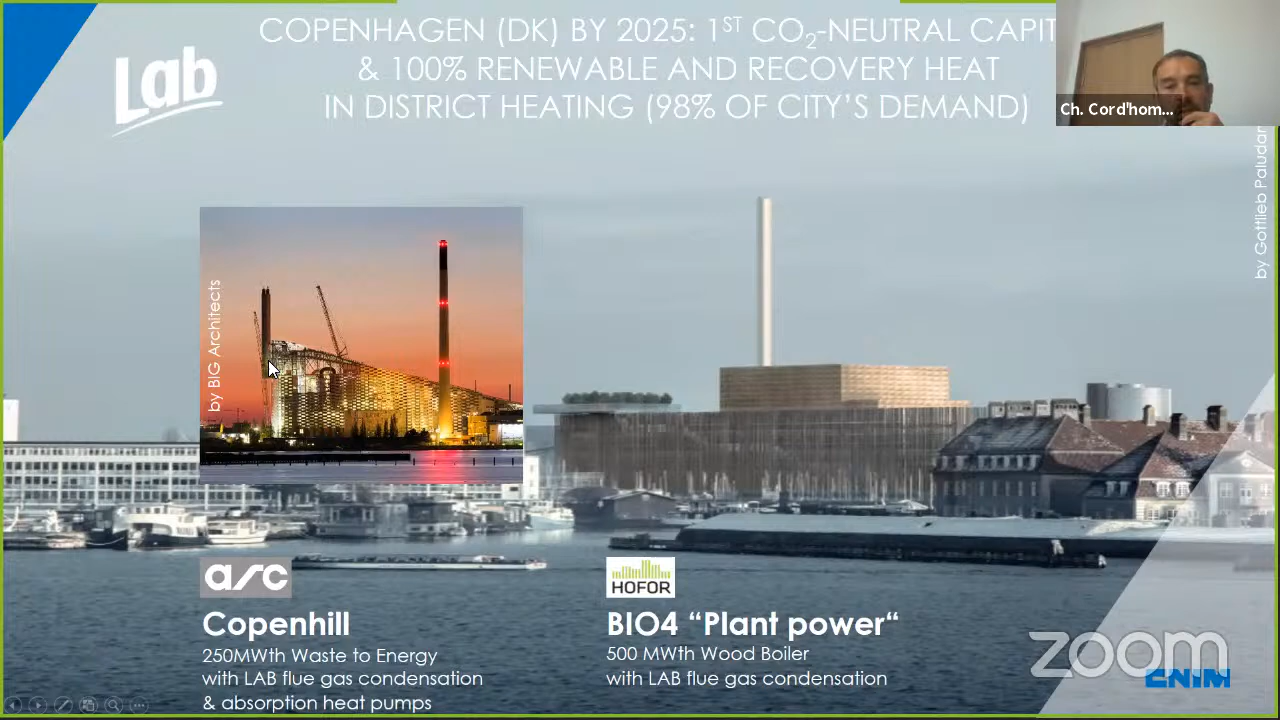 COPENHAGEN (DK) BY 2025: 1ST CO₂-NEUTRAL CAPIT
& 100% RENEWABLE AND RECOVERY HEAT
IN DISTRICT HEATING (98% OF CITY’S DEMAND)
Lab
Ch. Cord'hom...
by Gottlieb Paludan
by BIG Architects
arc
Copenhill
250MWth Waste to Energy
with LAB flue gas condensation
& absorption heat pumps
HOFOR
BIO4 “Plant power“
500 MWth Wood Boiler
with LAB flue gas condensation
zoom
CNIM